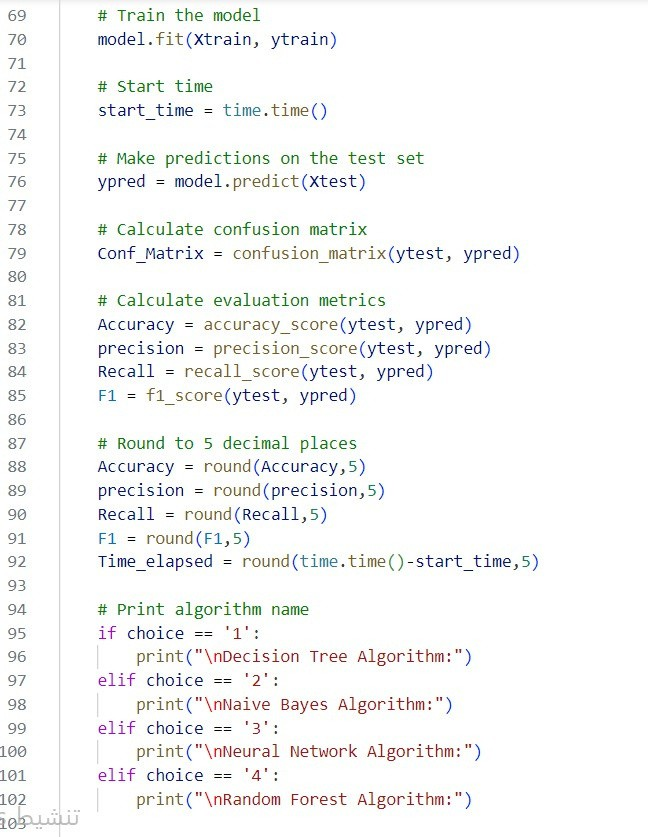 69 # Train the model
70 model.fit(Xtrain, ytrain)
71
72 # Start time
73 start_time = time.time()
74
75 # Make predictions on the test set
76 ypred = model.predict(Xtest)
77
78 # Calculate confusion matrix
79 Conf_Matrix = confusion_matrix(ytest, ypred)
80
81 # Calculate evaluation metrics
82 Accuracy = accuracy_score(ytest, ypred)
83 precision = precision_score(ytest, ypred)
84 Recall = recall_score(ytest, ypred)
85 F1 = f1_score(ytest, ypred)
86
87 # Round to 5 decimal places
88 Accuracy = round(Accuracy,5)
89 precision = round(precision,5)
90 Recall = round(Recall,5)
91 F1 = round(F1,5)
92 Time_elapsed = round(time.time()-start_time,5)
93
94 # Print algorithm name
95 if choice == '1':
96     print("\nDecision Tree Algorithm:")
97 elif choice == '2':
98     print("\nNaive Bayes Algorithm:")
99 elif choice == '3':
100     print("\nNeural Network Algorithm:")
101 elif choice == '4':
102     print("\nRandom Forest Algorithm:")
103 تنشيط